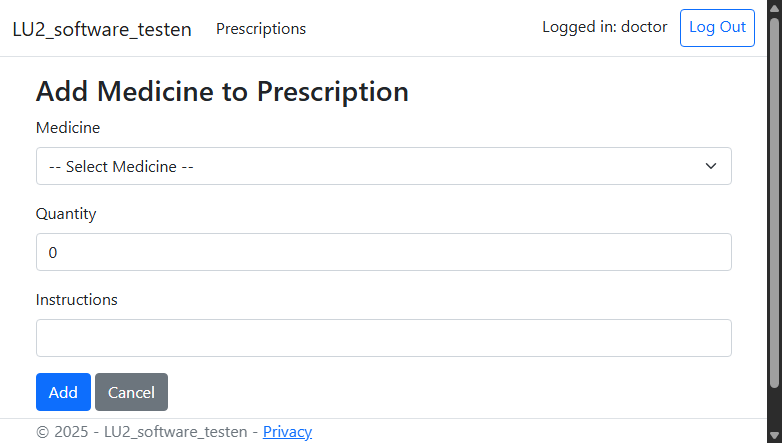 LU2_software_testen Prescriptions Logged in: doctor Log Out
Add Medicine to Prescription
Medicine
-- Select Medicine --
Quantity
0
Instructions
Add Cancel
© 2025 - LU2_software_testen - Privacy